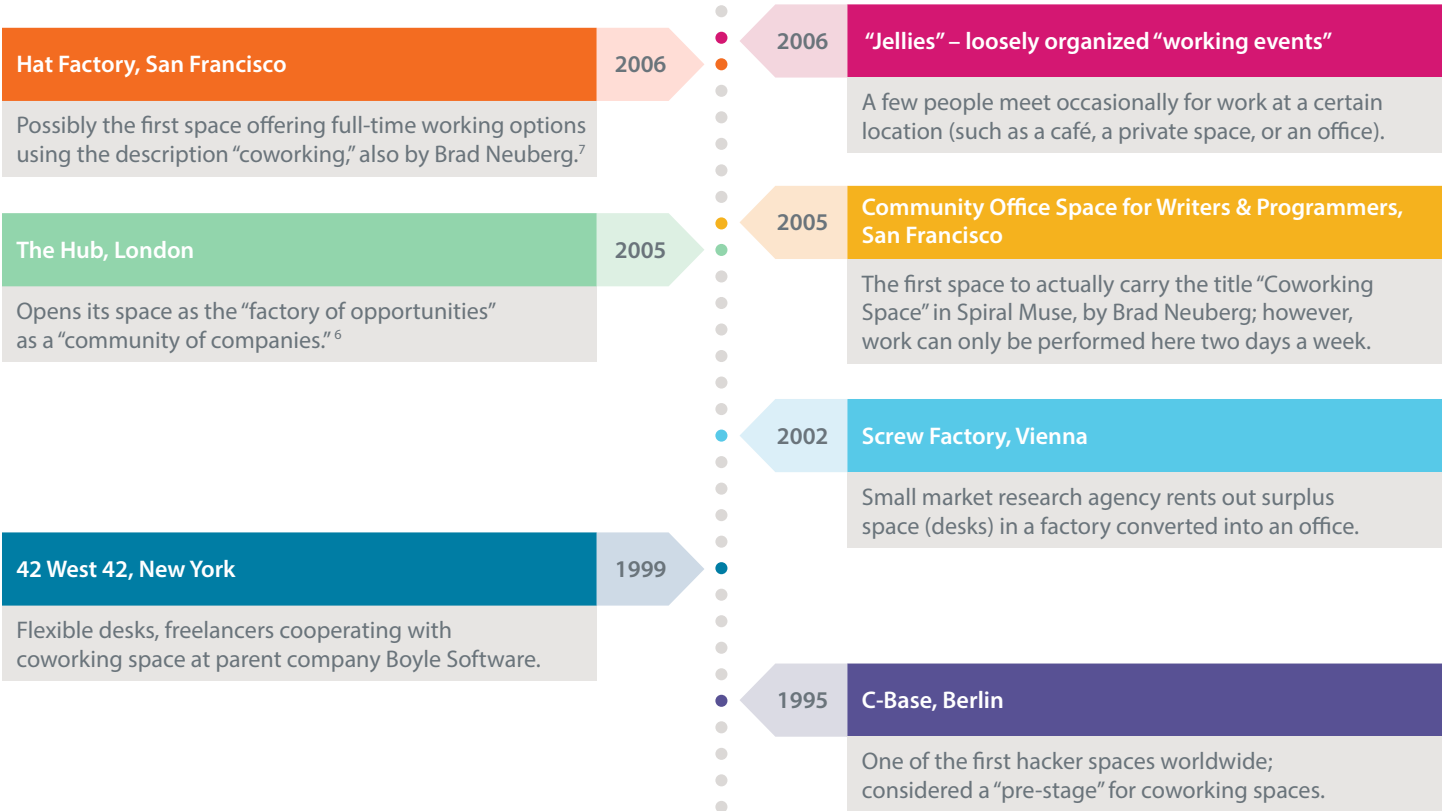 Hat Factory, San Francisco
2006
Possibly the first space offering full-time working options
using the description “coworking,” also by Brad Neuberg.7
2006
“Jellies” – loosely organized “working events”
A few people meet occasionally for work at a certain
location (such as a café, a private space, or an office).
The Hub, London
2005
Opens its space as the “factory of opportunities”
as a “community of companies.” 6
2005
Community Office Space for Writers & Programmers,
San Francisco
The first space to actually carry the title “Coworking
Space” in Spiral Muse, by Brad Neuberg; however,
work can only be performed here two days a week.
2002
Screw Factory, Vienna
Small market research agency rents out surplus
space (desks) in a factory converted into an office.
42 West 42, New York
1999
Flexible desks, freelancers cooperating with
coworking space at parent company Boyle Software.
1995
C-Base, Berlin
One of the first hacker spaces worldwide;
considered a “pre-stage” for coworking spaces.